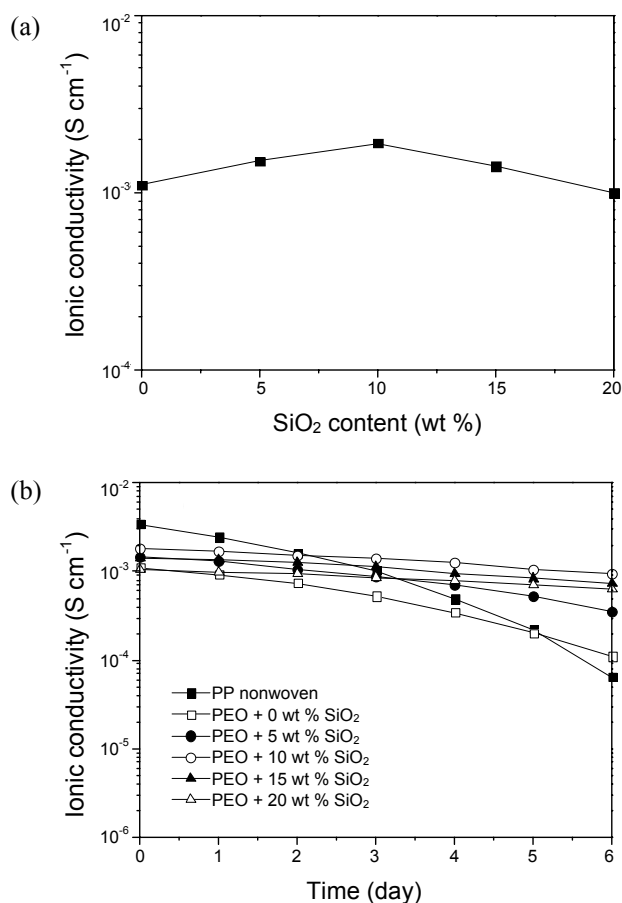 (a)
10⁻²
10⁻³
10⁻⁴
Ionic conductivity (S cm⁻¹)
0 5 10 15 20
SiO₂ content (wt %)
(b)
10⁻²
10⁻³
10⁻⁴
10⁻⁵
10⁻⁶
Ionic conductivity (S cm⁻¹)
PP nonwoven
PEO + 0 wt % SiO₂
PEO + 5 wt % SiO₂
PEO + 10 wt % SiO₂
PEO + 15 wt % SiO₂
PEO + 20 wt % SiO₂
0 1 2 3 4 5 6
Time (day)